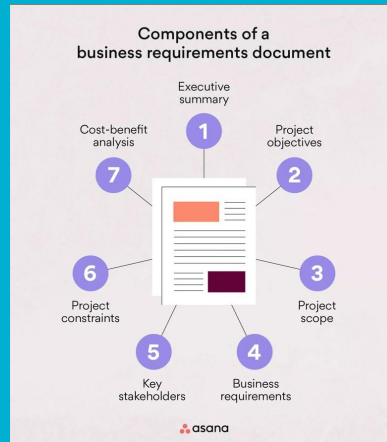 Components of a
business requirements document
Executive
summary
1
Project
objectives
2
3
Project
scope
4
Business
requirements
5
Key
stakeholders
6
Project
constraints
Cost-benefit
analysis
7
asana